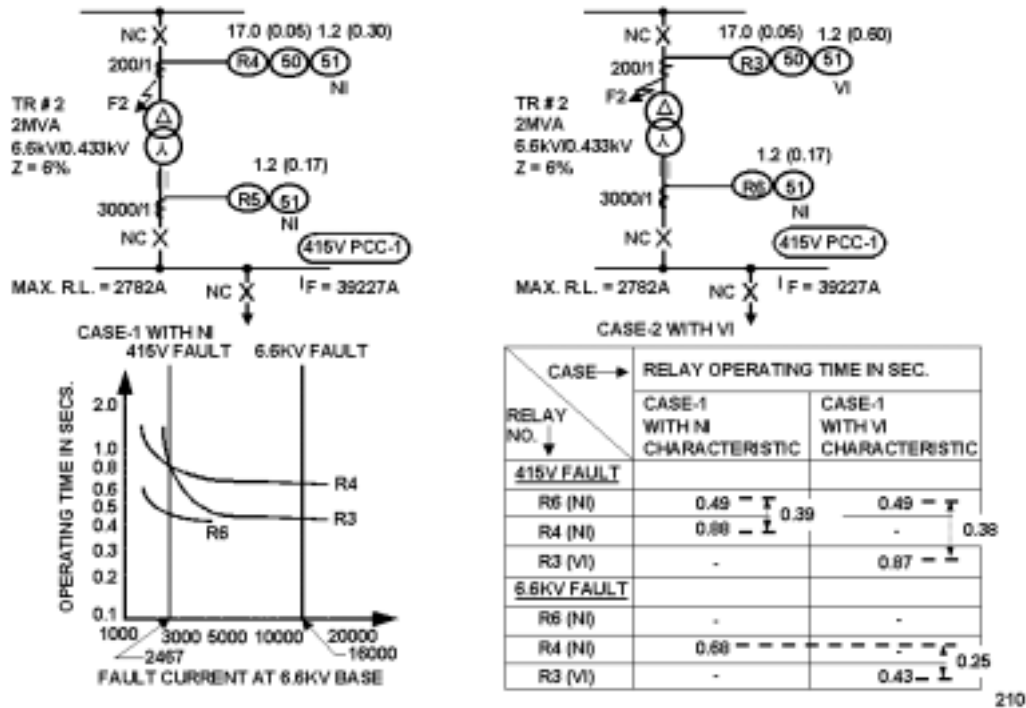 NC
17.0 (0.05) 1.2 (0.30)
200/1
R4 50 51
NI
F2
TR # 2
2MVA
6.6kV/0.433kV
Z = 6%
1.2 (0.17)
3000/1
R5 51
NI
NC
415V PCC-1
MAX. R.L. = 2782A
NC
IF = 39227A
CASE-1 WITH NI
NC
17.0 (0.05) 1.2 (0.60)
200/1
R3 50 51
VI
F2
TR # 2
2MVA
6.6kV/0.433kV
Z = 6%
1.2 (0.17)
3000/1
R6 51
NI
NC
415V PCC-1
MAX. R.L. = 2782A
NC
IF = 39227A
CASE-2 WITH VI
415V FAULT 6.6KV FAULT
OPERATING TIME IN SECS.
2.0
1.0
0.8
0.6
0.5
0.4
0.3
0.2
0.1
R4
R3
R6
1000 3000 5000 10000 20000
2467
16000
FAULT CURRENT AT 6.6KV BASE
CASE
RELAY NO.
RELAY OPERATING TIME IN SEC.
CASE-1 WITH NI CHARACTERISTIC
CASE-1 WITH VI CHARACTERISTIC
415V FAULT
R6 (NI) 0.49 0.49
0.39
R4 (NI) 0.88 -
0.38
R3 (VI) - 0.87
6.6KV FAULT
R6 (NI) - -
R4 (NI) 0.68 -
0.25
R3 (VI) - 0.43
210